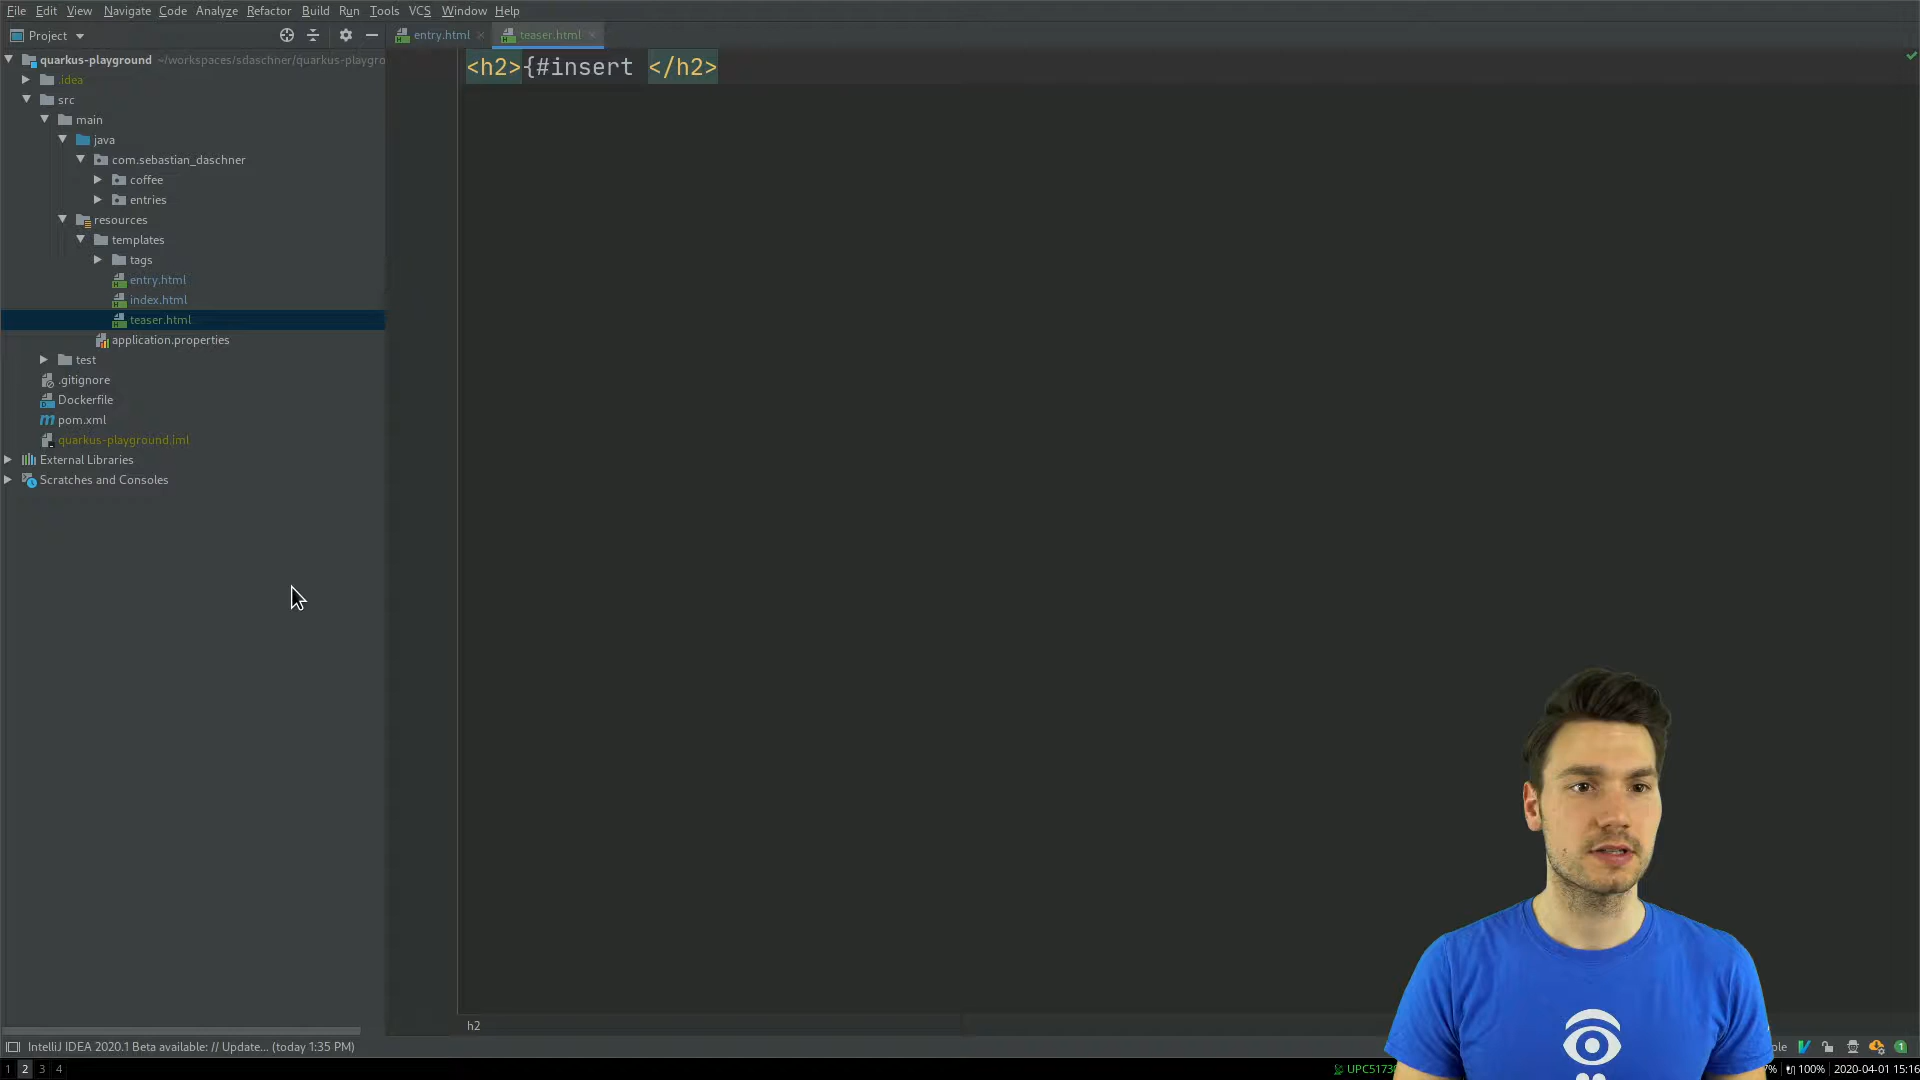 File Edit View Navigate Code Analyze Refactor Build Run Tools VCS Window Help
Project
entry.html
teaser.html
quarkus-playground ~/workspaces/sdaschner/quarkus-playgro
<h2>{#insert </h2>
.idea
src
main
java
com.sebastian_daschner
coffee
entries
resources
templates
tags
entry.html
index.html
teaser.html
application.properties
test
.gitignore
Dockerfile
pom.xml
quarkus-playground.iml
External Libraries
Scratches and Consoles
h2
IntelliJ IDEA 2020.1 Beta available: // Update... (today 1:35 PM)
1 2 3 4
100% 2020-04-01 15:16